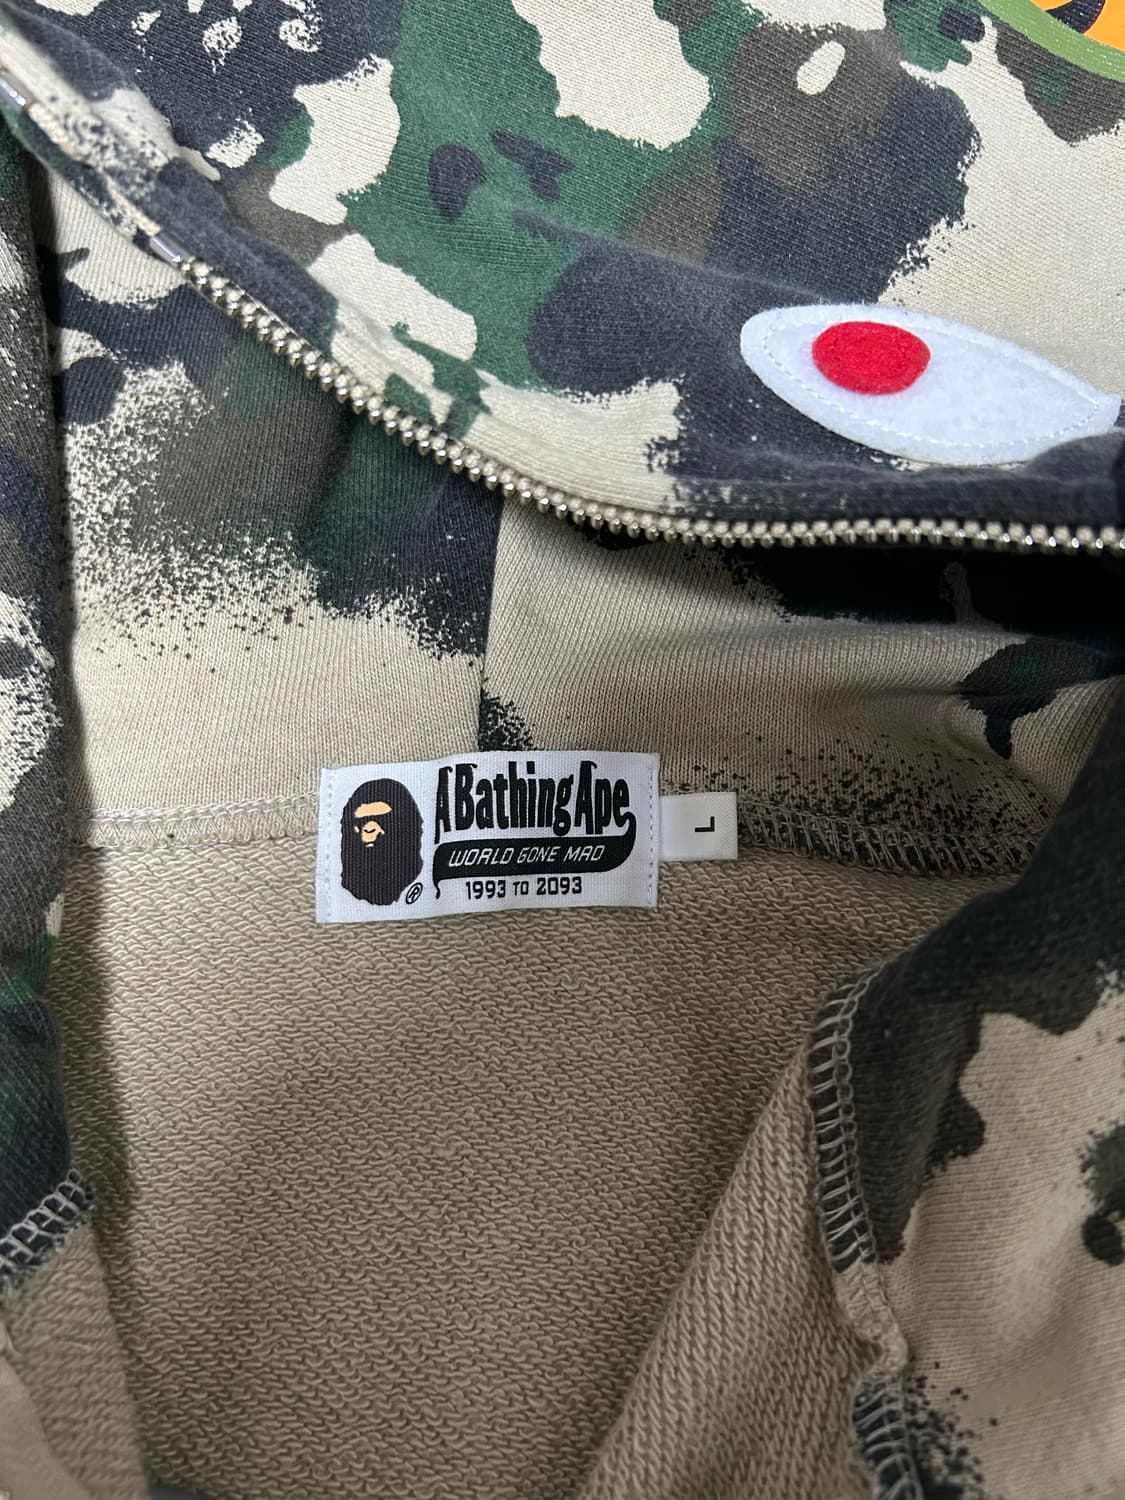 A Bathing Ape
WORLD GONE MAD
1993 TO 2093
®
L